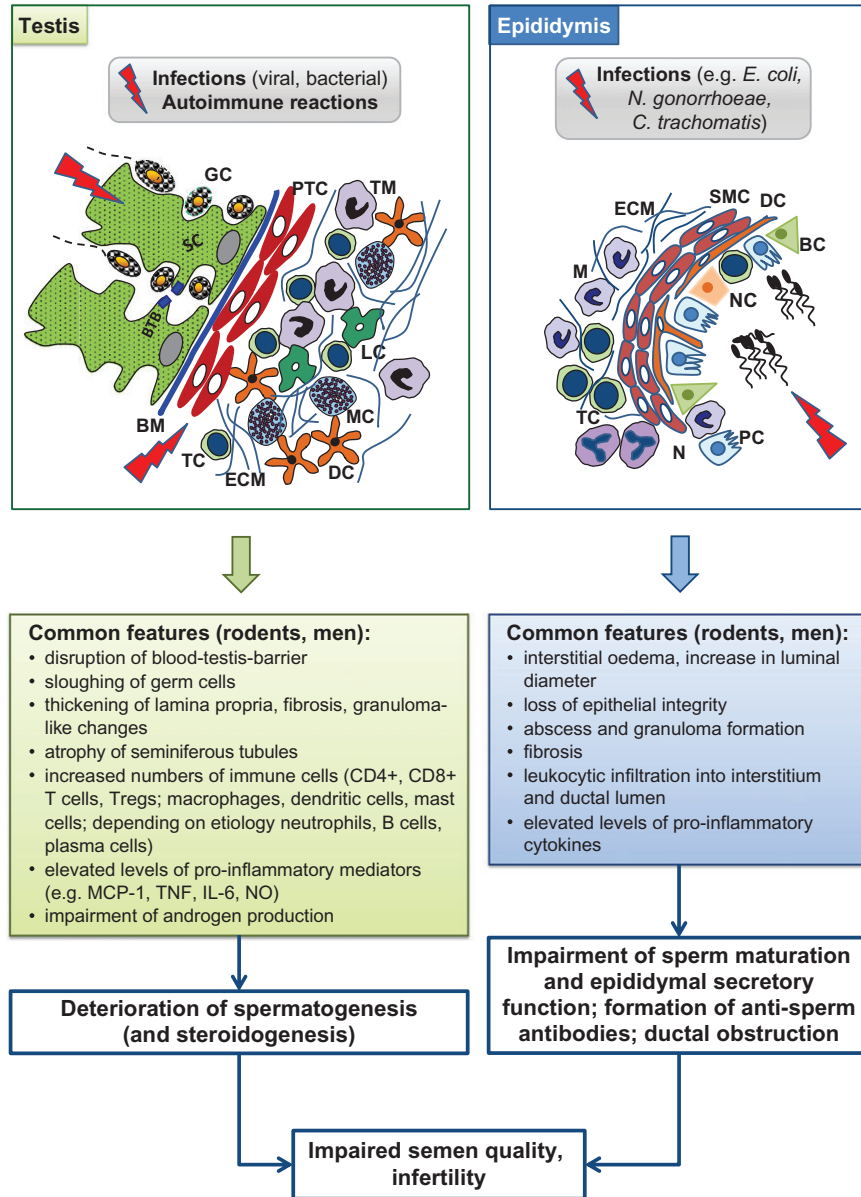 Testis
Infections (viral, bacterial)
Autoimmune reactions
GC
PTC
TM
SC
BTB
LC
BM
MC
TC
ECM
DC
Epididymis
Infections (e.g. E. coli,
N. gonorrhoeae,
C. trachomatis)
ECM
SMC
DC
BC
M
NC
TC
N
PC
Common features (rodents, men):
• disruption of blood-testis-barrier
• sloughing of germ cells
• thickening of lamina propria, fibrosis, granuloma-
like changes
• atrophy of seminiferous tubules
• increased numbers of immune cells (CD4+, CD8+
T cells, Tregs; macrophages, dendritic cells, mast
cells; depending on etiology neutrophils, B cells,
plasma cells)
• elevated levels of pro-inflammatory mediators
(e.g. MCP-1, TNF, IL-6, NO)
• impairment of androgen production
Common features (rodents, men):
• interstitial oedema, increase in luminal
diameter
• loss of epithelial integrity
• abscess and granuloma formation
• fibrosis
• leukocytic infiltration into interstitium
and ductal lumen
• elevated levels of pro-inflammatory
cytokines
Deterioration of spermatogenesis
(and steroidogenesis)
Impairment of sperm maturation
and epididymal secretory
function; formation of anti-sperm
antibodies; ductal obstruction
Impaired semen quality,
infertility